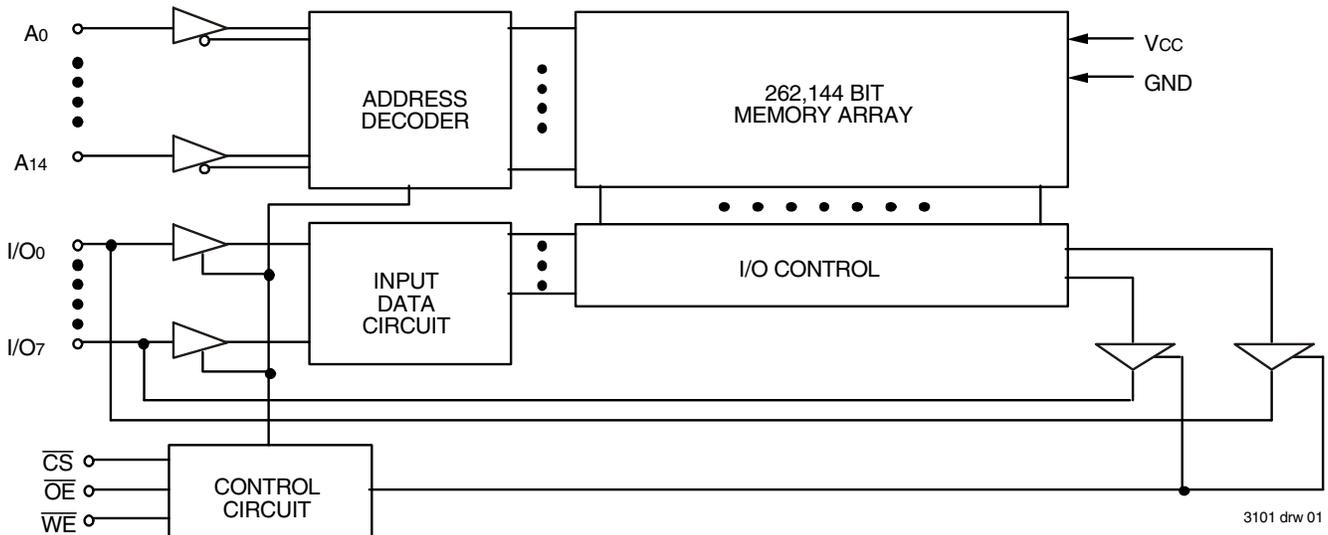 A0
VCC
GND
ADDRESS
DECODER
262,144 BIT
MEMORY ARRAY
A14
I/O0
INPUT
DATA
CIRCUIT
I/O CONTROL
I/O7
CS
OE
WE
CONTROL
CIRCUIT
3101 drw 01